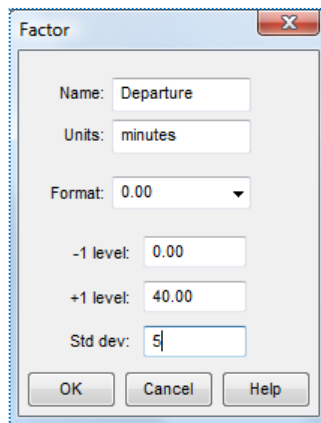 Factor
Name: Departure
Units: minutes
Format: 0.00
-1 level: 0.00
+1 level: 40.00
Std dev: 5
OK Cancel Help